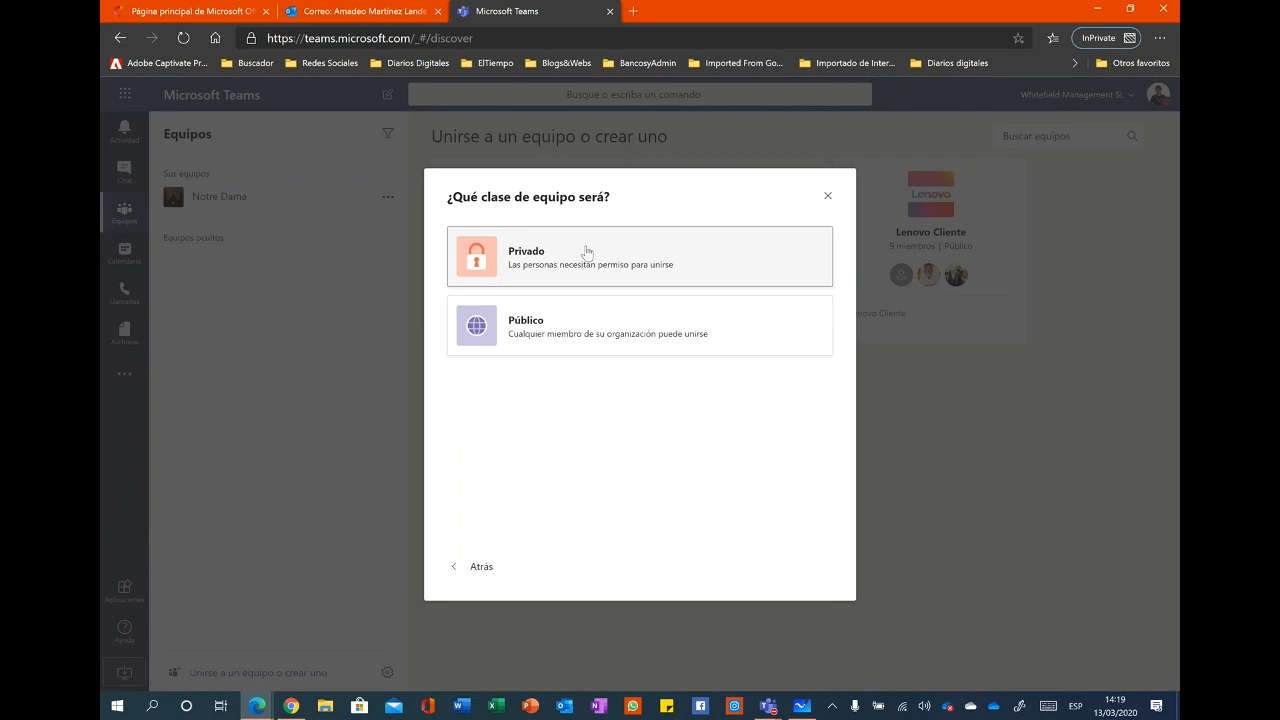 Página principal de Microsoft Of
Correo: Amadeo Martínez Lande
Microsoft Teams
https://teams.microsoft.com/_#/discover
InPrivate
Adobe Captivate Pr...
Buscador
Redes Sociales
Diarios Digitales
ElTiempo
Blogs&Webs
BancosyAdmin
Imported From Go...
Importado de Inter...
Diarios digitales
Otros favoritos
Microsoft Teams
Busque o escriba un comando
Whitefield Management SL
Actividad
Chat
Equipos
Calendario
Llamadas
Archivos
Aplicaciones
Ayuda
Equipos
Sus equipos
Notre Dame
Equipos ocultos
Unirse a un equipo o crear uno
Unirse a un equipo o crear uno
Buscar equipos
Lenovo
Lenovo Cliente
9 miembros | Público
novo Cliente
¿Qué clase de equipo será?
Privado
Las personas necesitan permiso para unirse
Público
Cualquier miembro de su organización puede unirse
Atrás
ESP
14:19
13/03/2020